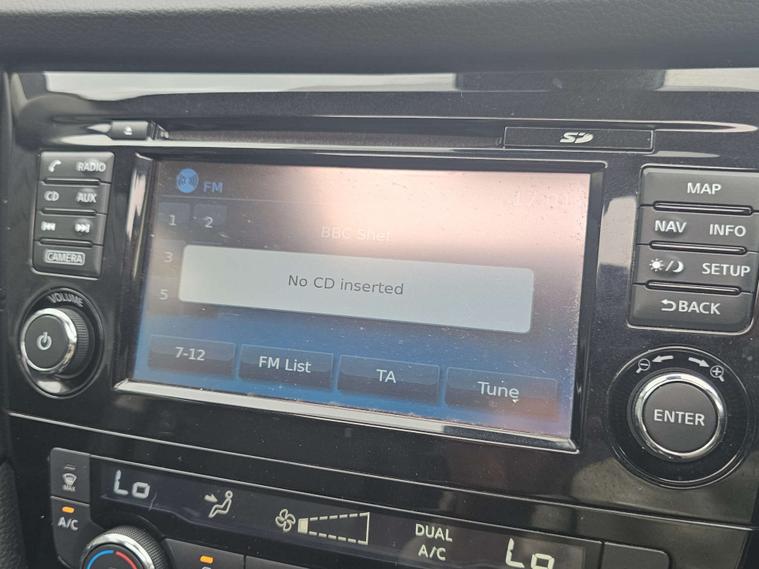 SD
RADIO
CD AUX
CAMERA
VOLUME
FM
1 2
3
5
BBC Shef
No CD inserted
7-12 FM List TA Tune
MAP
NAV INFO
SETUP
BACK
ENTER
MAX
A/C
Lo
DUAL
A/C
Lo